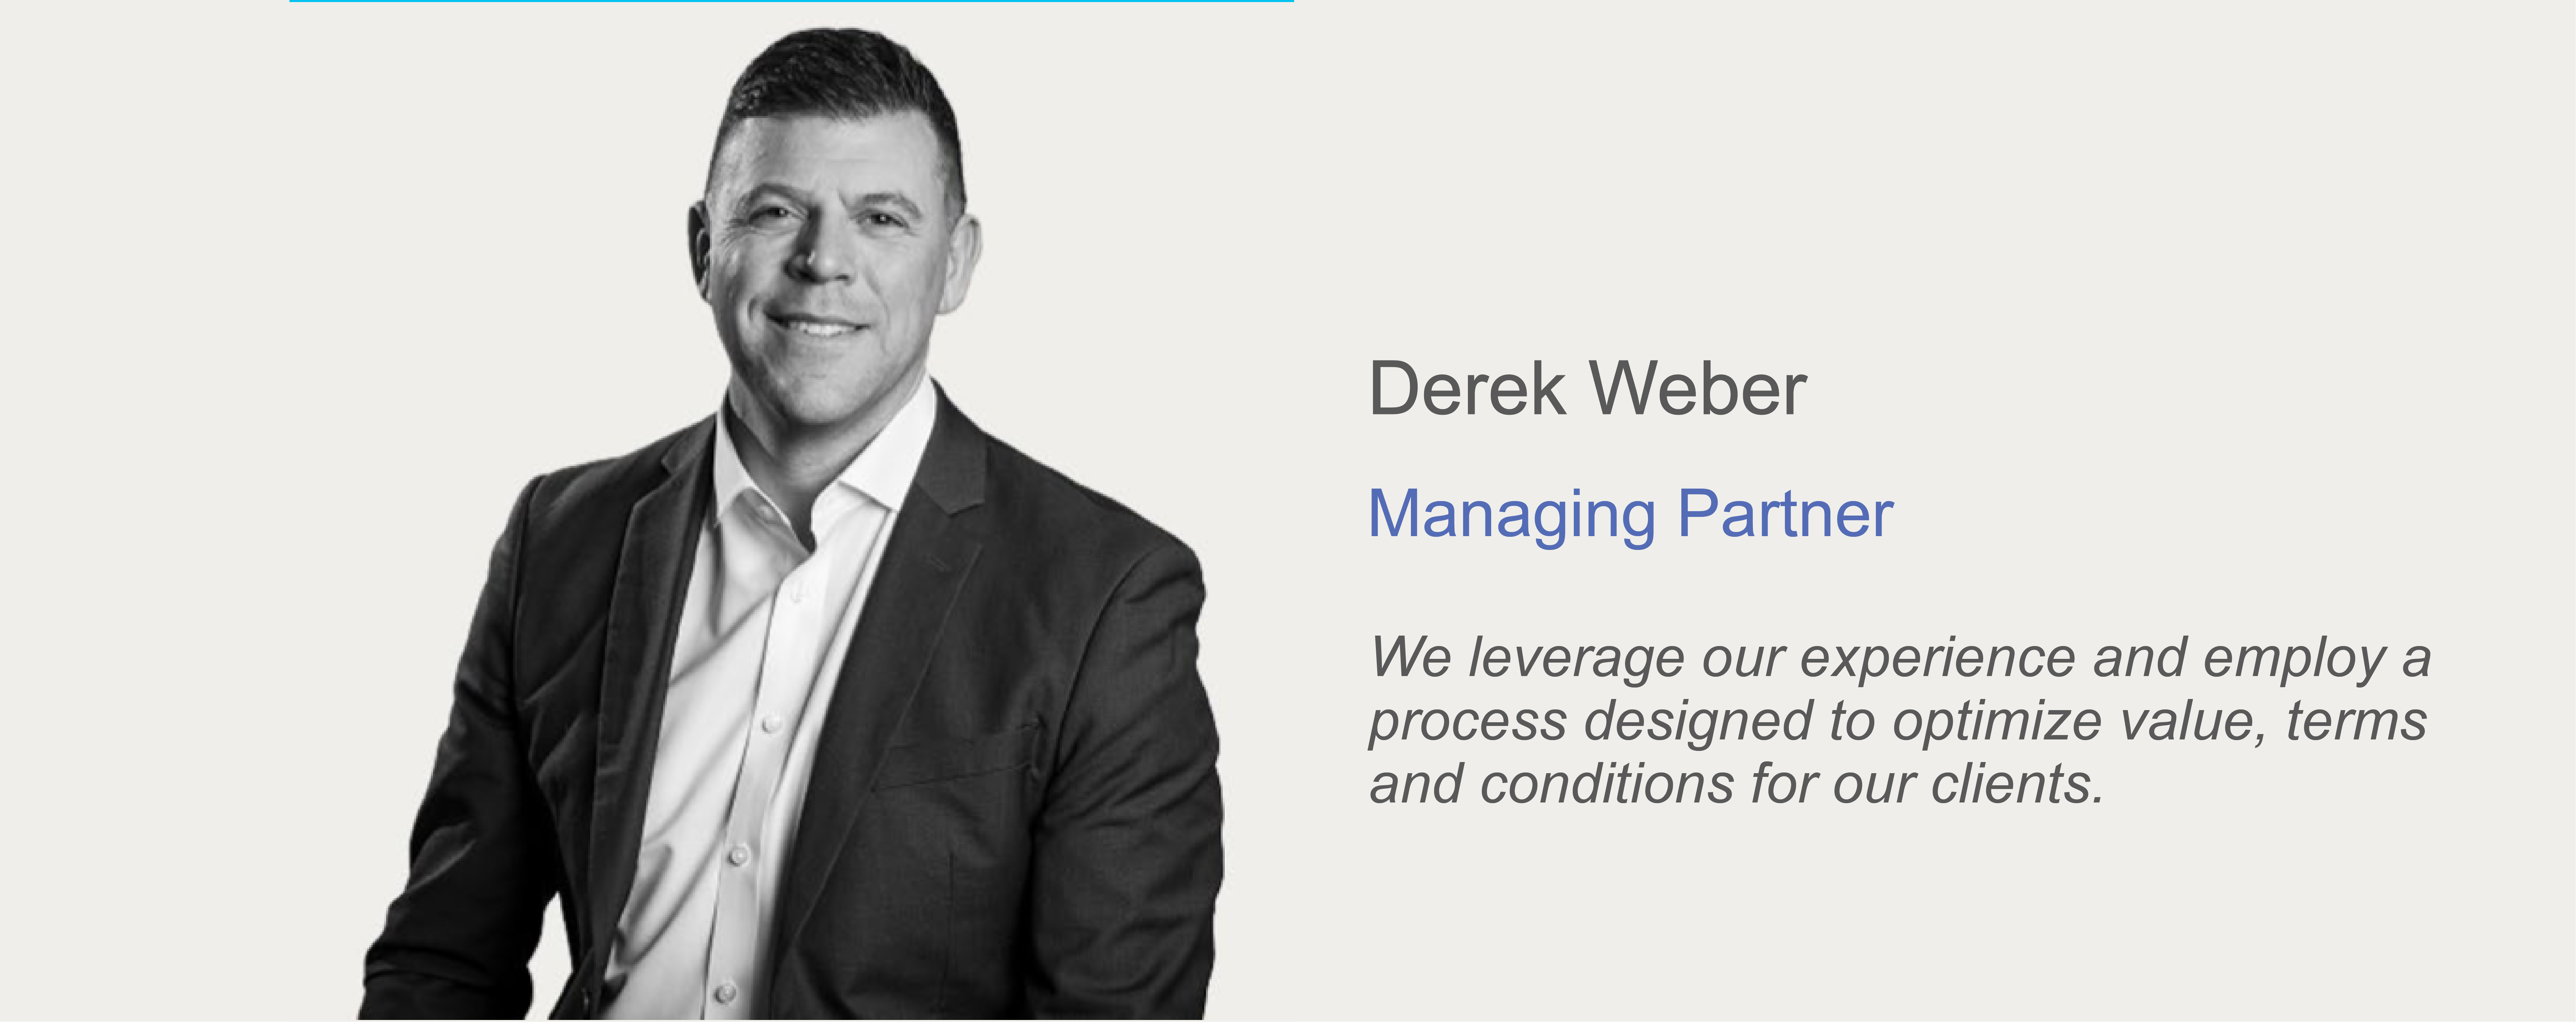 Derek Weber
Managing Partner
We leverage our experience and employ a
process designed to optimize value, terms
and conditions for our clients.